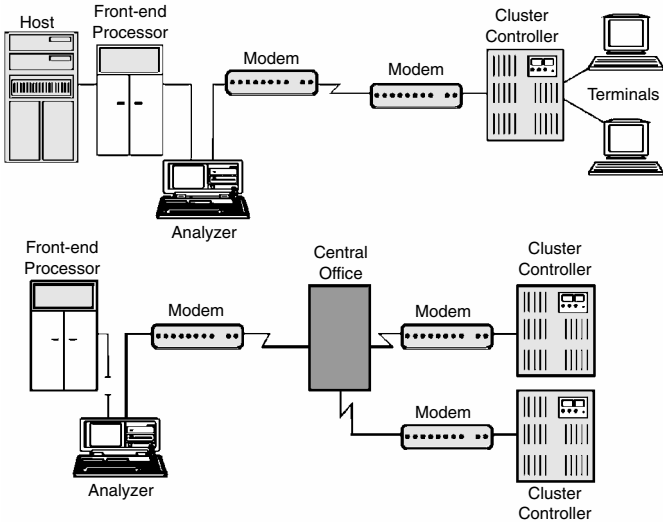 Host
Front-end
Processor
Modem
Modem
Cluster
Controller
Terminals
Analyzer
Front-end
Processor
Modem
Central
Office
Modem
Cluster
Controller
Modem
Analyzer
Cluster
Controller